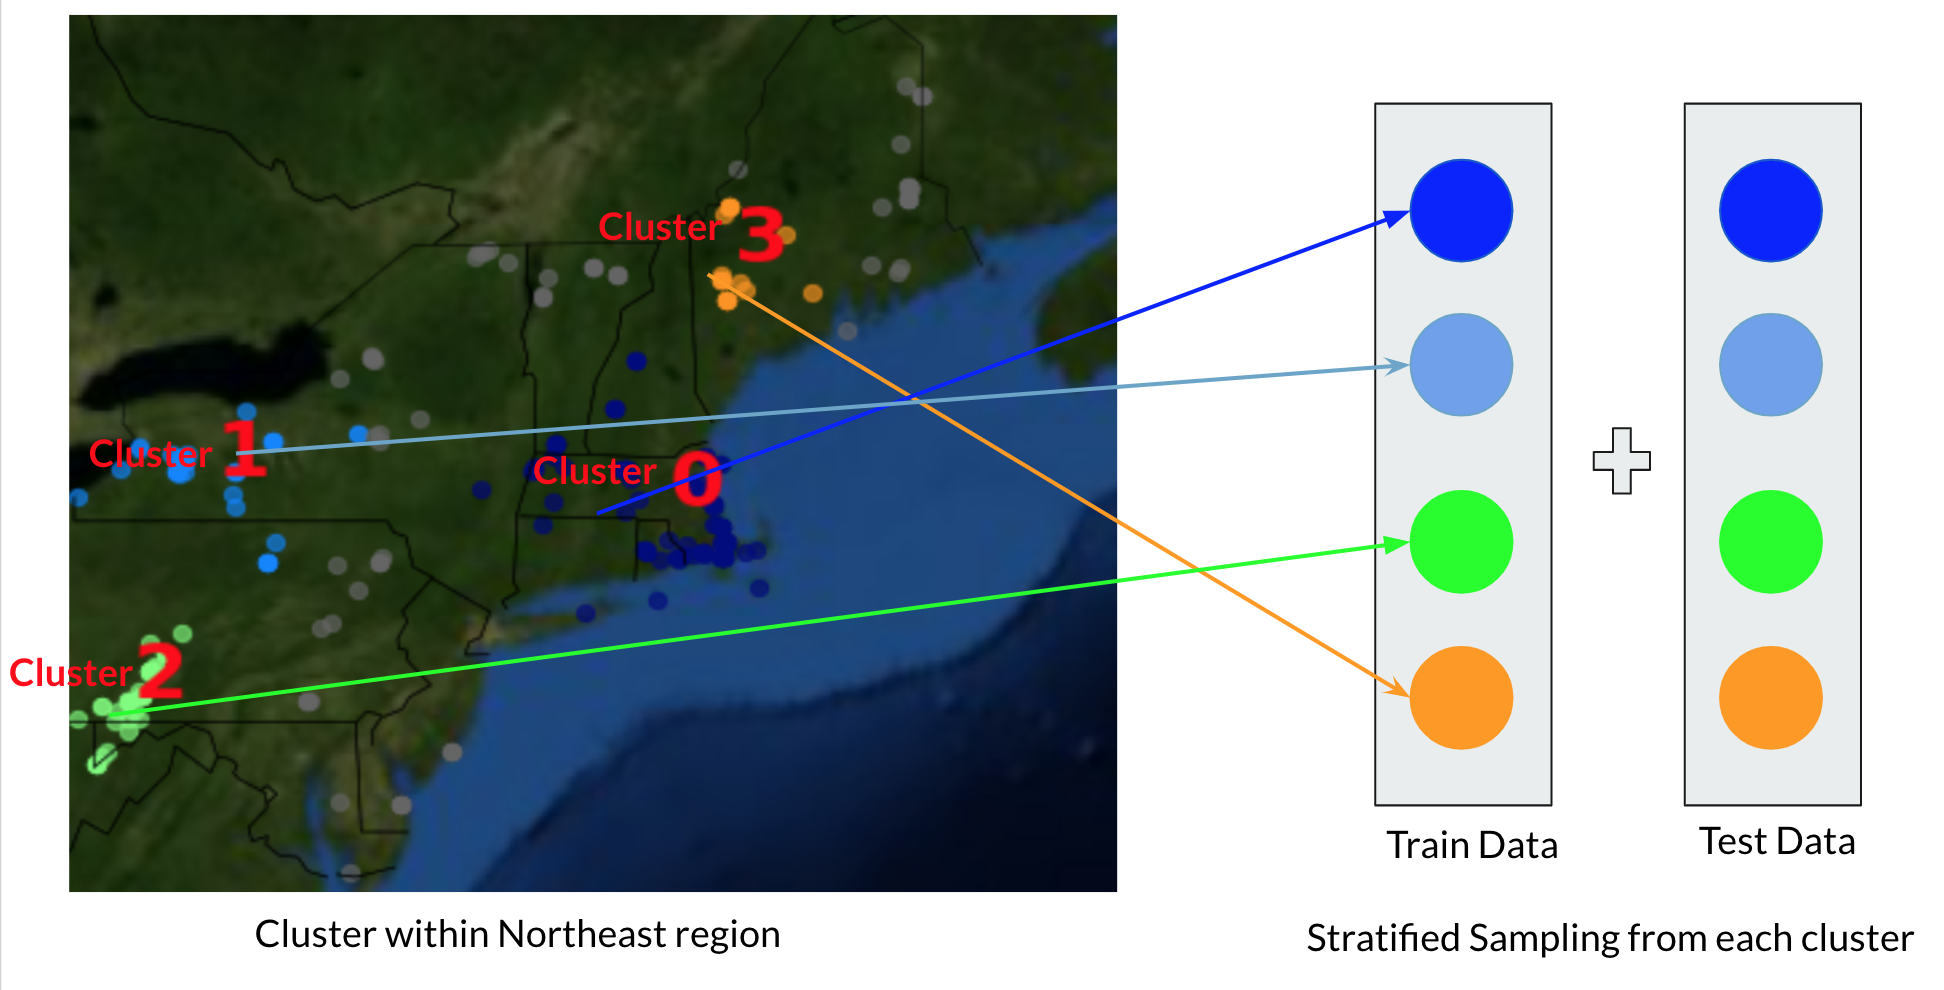 Cluster 3
Cluster 1
Cluster 0
Cluster 2
Train Data
Test Data
Cluster within Northeast region
Stratified Sampling from each cluster